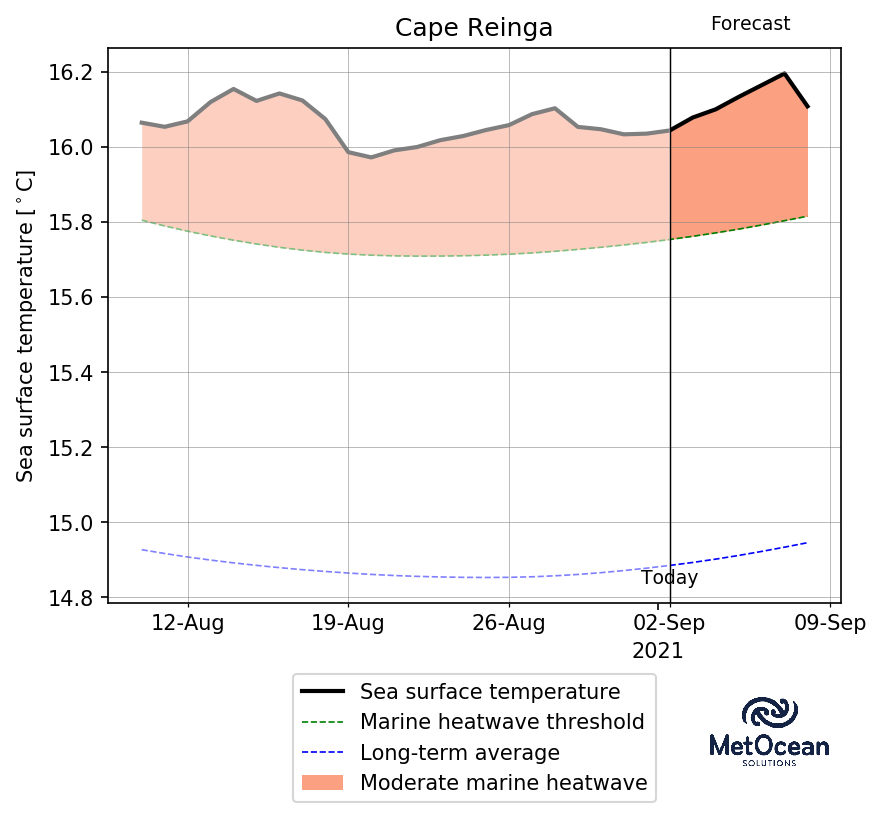 Cape Reinga
Forecast
Sea surface temperature [°C]
16.2
16.0
15.8
15.6
15.4
15.2
15.0
14.8
Today
12-Aug 19-Aug 26-Aug 02-Sep 09-Sep
2021
Sea surface temperature
Marine heatwave threshold
Long-term average
Moderate marine heatwave
MetOcean
SOLUTIONS